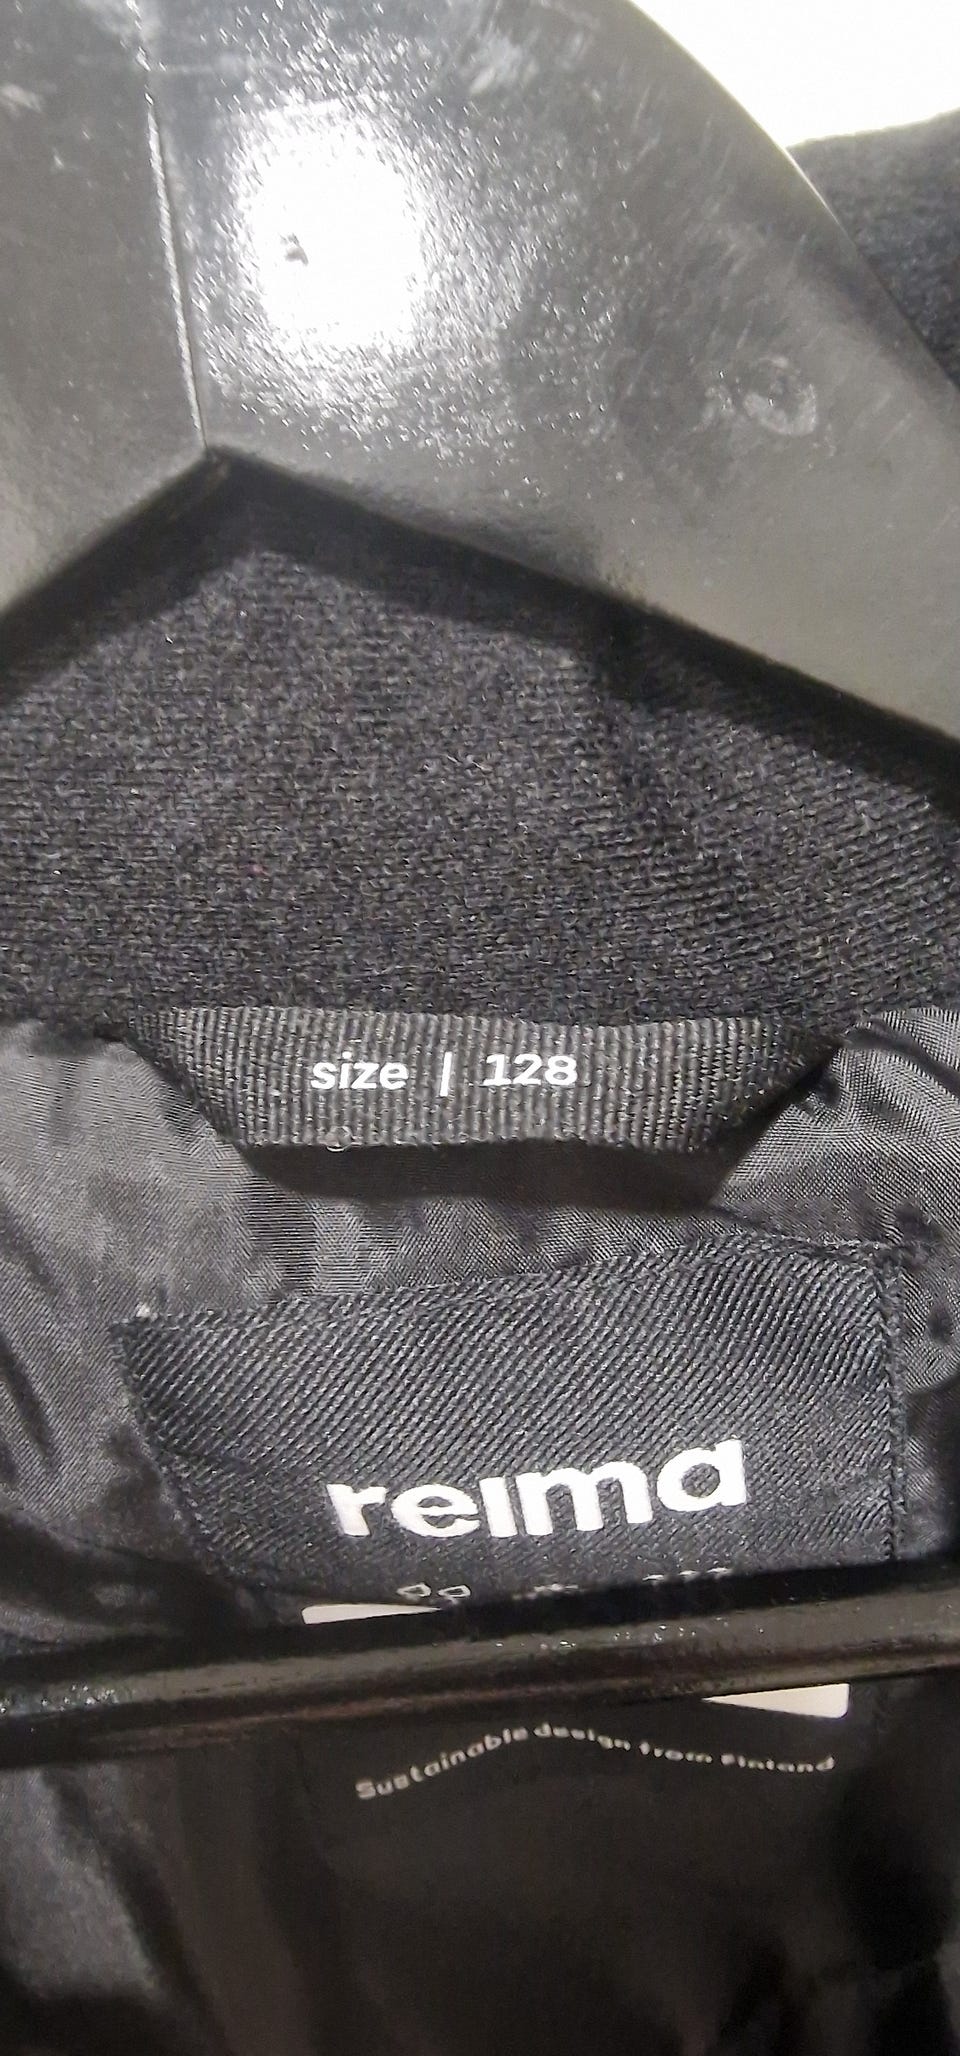 size | 128
reima
Sustainable design from Finland